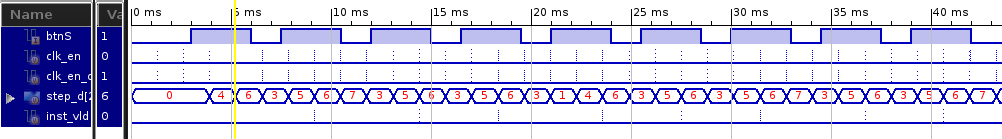 Name Va 0 ms 5 ms 10 ms 15 ms 20 ms 25 ms 30 ms 35 ms 40 ms
btnS 1
clk_en 0
clk_en_d 1
step_d[2 6 0 4 6 3 5 6 7 3 5 6 3 5 6 3 1 4 6 3 5 6 3 5 6 7 3 5 6 3 5 6 7
inst_vld 0